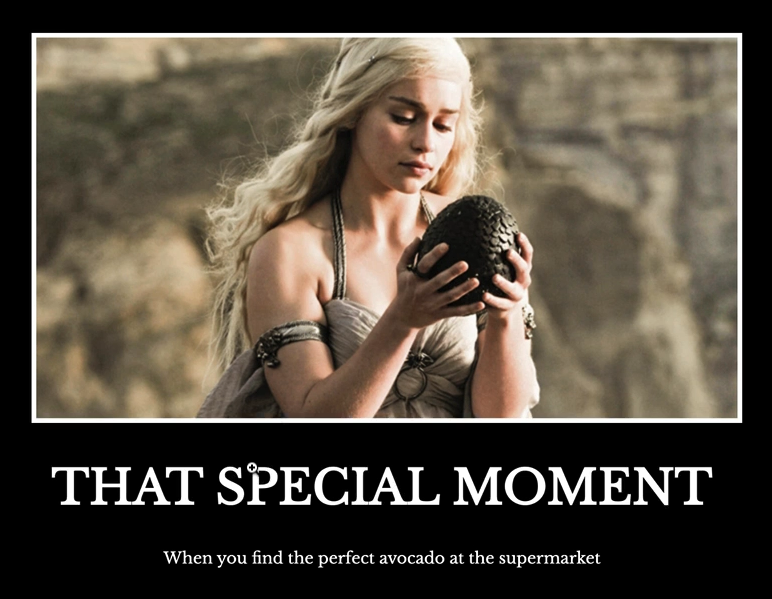 THAT SPECIAL MOMENT
When you find the perfect avocado at the supermarket